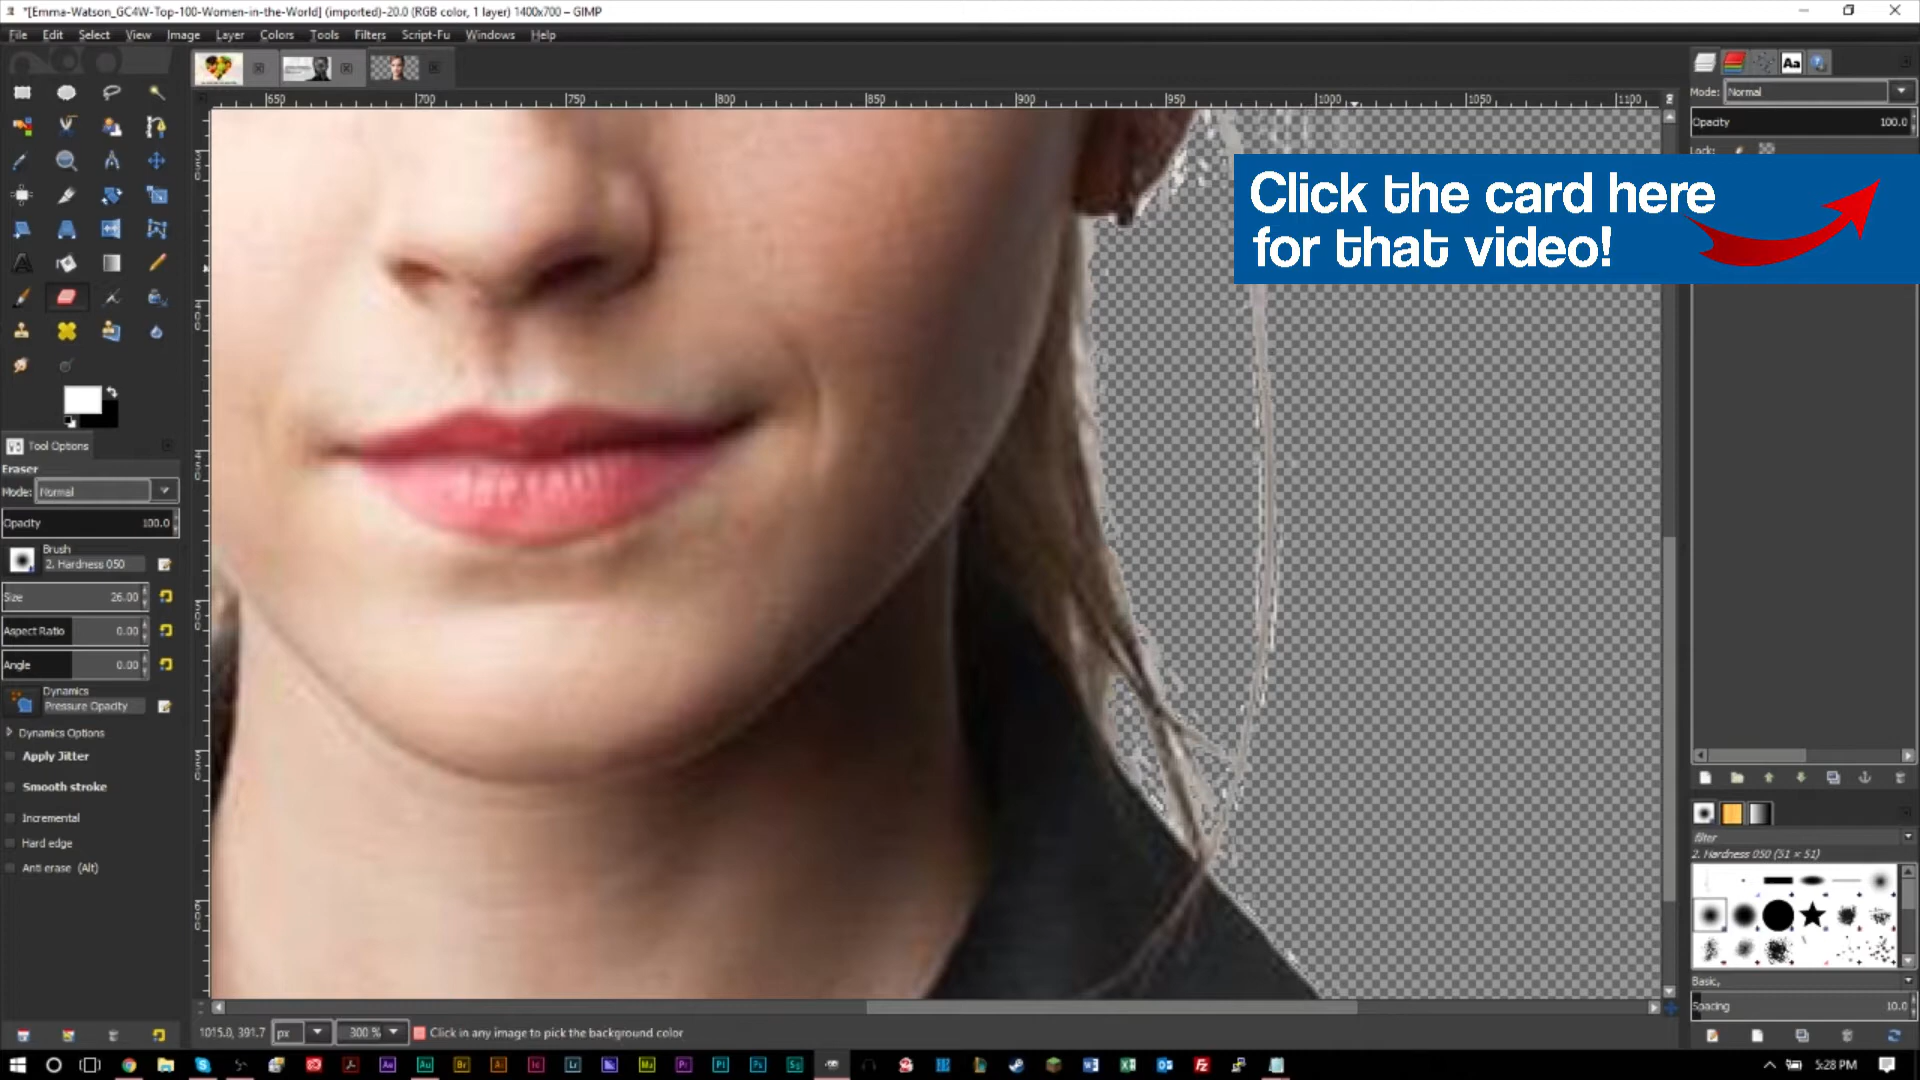 *[Emma-Watson_GC4W-Top-100-Women-in-the-World] (imported)-20.0 (RGB color, 1 layer) 1400x700 – GIMP
File Edit Select View Image Layer Colors Tools Filters Script-Fu Windows Help
Mode: Normal
650 700 750 800 850 900 950 1000 1050 1100
Opacity 100.0
Lock:
Click the card here
for that video!
Tool Options
Eraser
Mode: Normal
Opacity 100.0
Brush
2. Hardness 050
Size 26.00
Aspect Ratio 0.00
Angle 0.00
Dynamics
Pressure Opacity
Dynamics Options
Apply Jitter
Smooth stroke
Incremental
Hard edge
Anti erase (Alt)
filter
2. Hardness 050 (51 × 51)
Basic,
Spacing 10.0
1015.0, 391.7 px 300 % Click in any image to pick the background color
5:28 PM